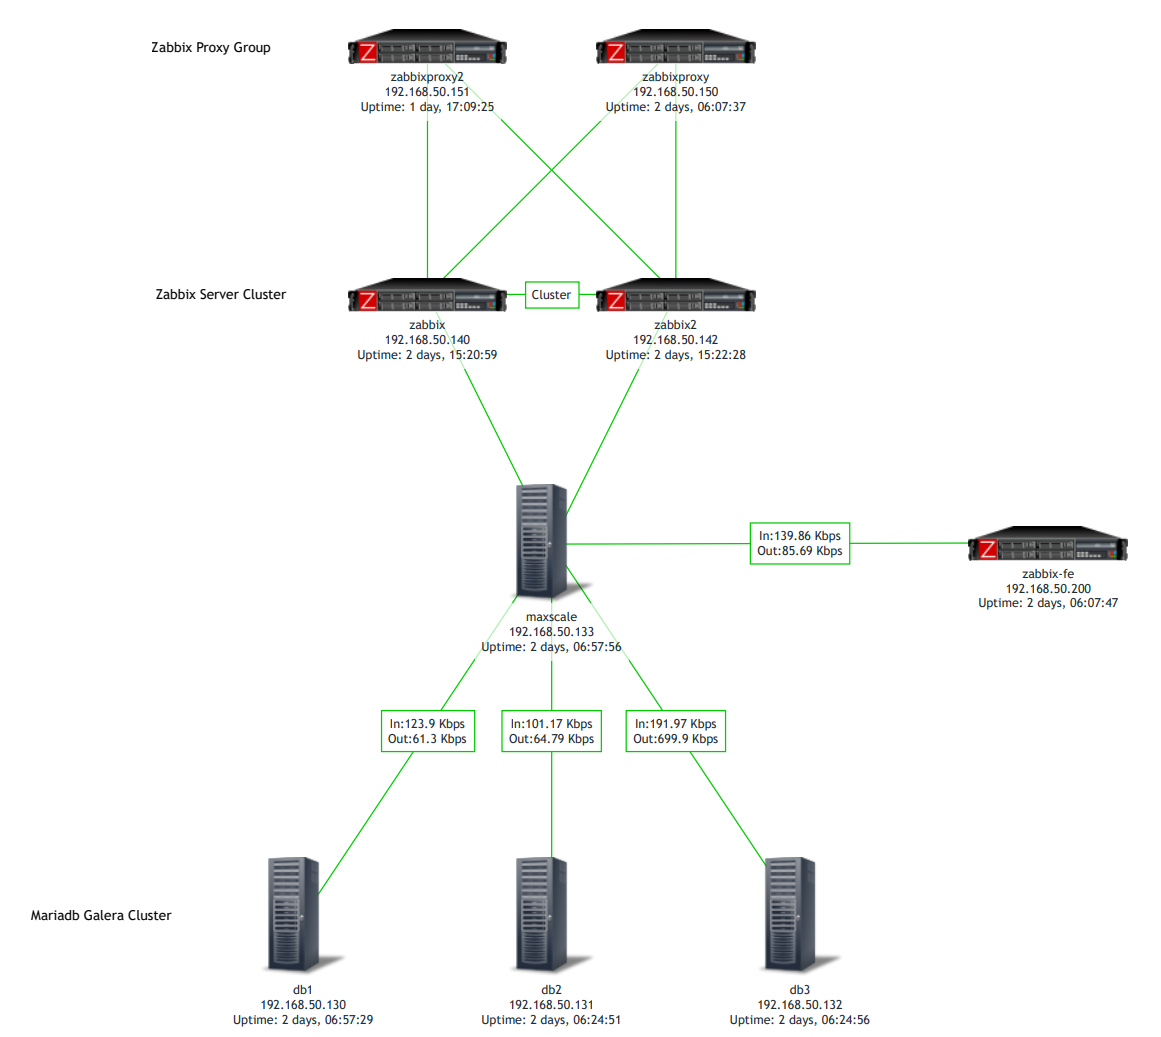 Zabbix Proxy Group
Z
Z
zabbixproxy2
192.168.50.151
Uptime: 1 day, 17:09:25
zabbixproxy
192.168.50.150
Uptime: 2 days, 06:07:37
Zabbix Server Cluster
Z
Cluster
Z
zabbix
192.168.50.140
Uptime: 2 days, 15:20:59
zabbix2
192.168.50.142
Uptime: 2 days, 15:22:28
In:139.86 Kbps
Out:85.69 Kbps
Z
zabbix-fe
192.168.50.200
Uptime: 2 days, 06:07:47
maxscale
192.168.50.133
Uptime: 2 days, 06:57:56
In:123.9 Kbps
Out:61.3 Kbps
In:101.17 Kbps
Out:64.79 Kbps
In:191.97 Kbps
Out:699.9 Kbps
Mariadb Galera Cluster
db1
192.168.50.130
Uptime: 2 days, 06:57:29
db2
192.168.50.131
Uptime: 2 days, 06:24:51
db3
192.168.50.132
Uptime: 2 days, 06:24:56